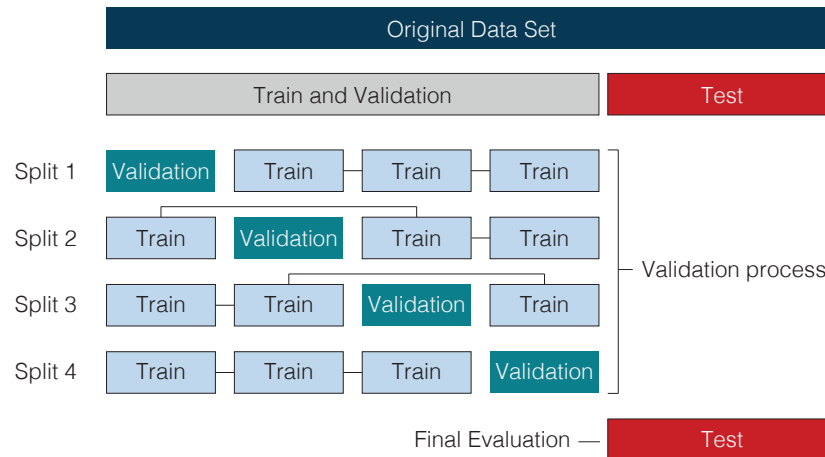 Original Data Set
Train and Validation Test
Split 1 Validation Train Train Train
Split 2 Train Validation Train Train
Validation process
Split 3 Train Train Validation Train
Split 4 Train Train Train Validation
Final Evaluation Test